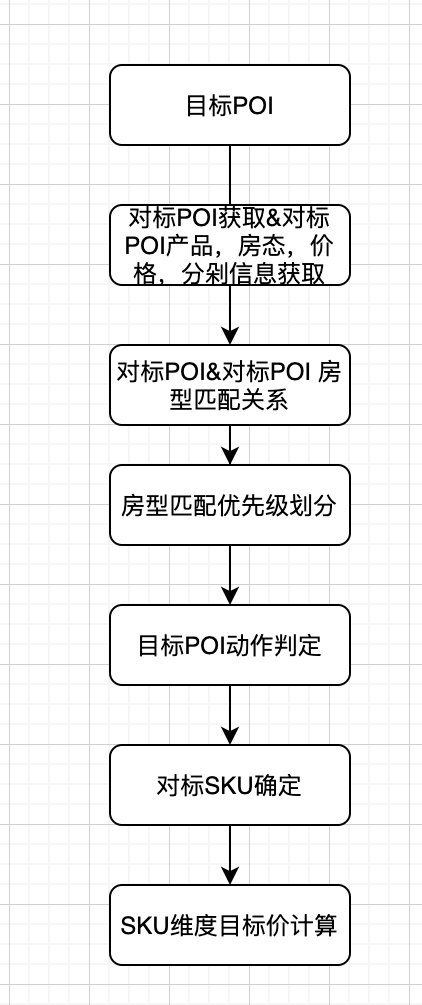 目标POI
对标POI获取&对标
POI产品，房态，价
格，分剁信息获取
对标POI&对标POI 房
型匹配关系
房型匹配优先级划分
目标POI动作判定
对标SKU确定
SKU维度目标价计算